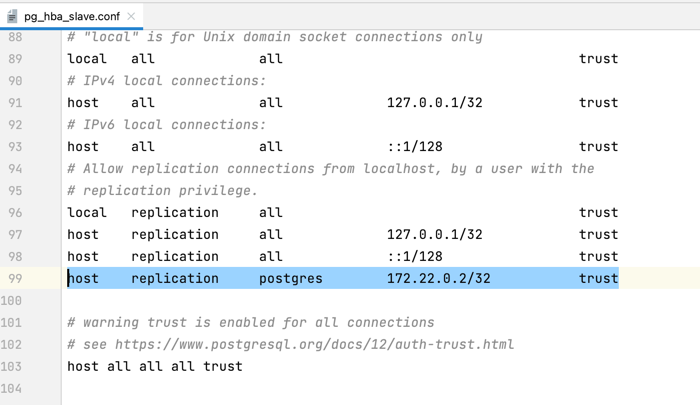 pg_hba_slave.conf
88 # "local" is for Unix domain socket connections only
89 local all all trust
90 # IPv4 local connections:
91 host all all 127.0.0.1/32 trust
92 # IPv6 local connections:
93 host all all ::1/128 trust
94 # Allow replication connections from localhost, by a user with the
95 # replication privilege.
96 local replication all trust
97 host replication all 127.0.0.1/32 trust
98 host replication all ::1/128 trust
99 host replication postgres 172.22.0.2/32 trust
100
101 # warning trust is enabled for all connections
102 # see https://www.postgresql.org/docs/12/auth-trust.html
103 host all all all trust
104